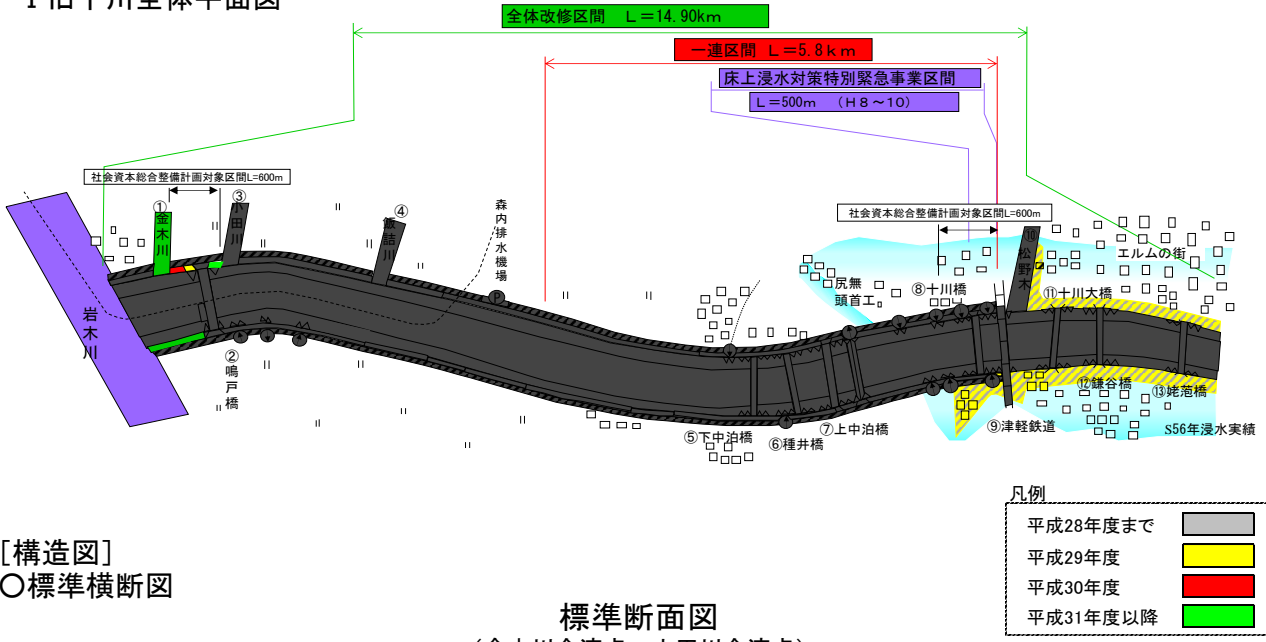 全体改修区間 L=14.90km
一連区間 L=5.8km
床上浸水対策特別緊急事業区間
L=500m (H8~10)
社会資本総合整備計画対象区間L=600m
社会資本総合整備計画対象区間L=600m
①金木川
③小田川
④飯詰川
森内排水機場
P
岩木川
②鳴戸橋
尻無
頭首工
⑧十川橋
⑩松野木
エルムの街
⑪十川大橋
⑤下中泊橋
⑥種井橋
⑦上中泊橋
⑨津軽鉄道
⑫鎌谷橋
⑬姥萢橋
S56年浸水実績
凡例
平成28年度まで
平成29年度
平成30年度
平成31年度以降
[構造図]
〇標準横断図
標準断面図